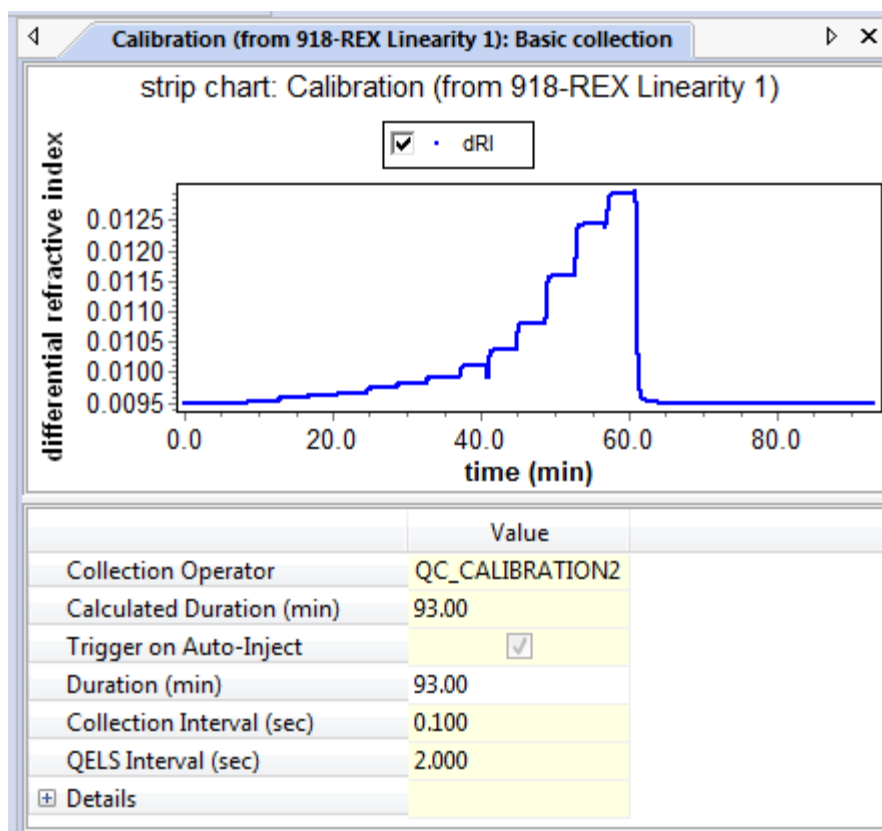 Calibration (from 918-REX Linearity 1): Basic collection
strip chart: Calibration (from 918-REX Linearity 1)
dRI
differential refractive index
0.0125
0.0120
0.0115
0.0110
0.0105
0.0100
0.0095
0.0 20.0 40.0 60.0 80.0
time (min)
Value
Collection Operator QC_CALIBRATION2
Calculated Duration (min) 93.00
Trigger on Auto-Inject
Duration (min) 93.00
Collection Interval (sec) 0.100
QELS Interval (sec) 2.000
Details